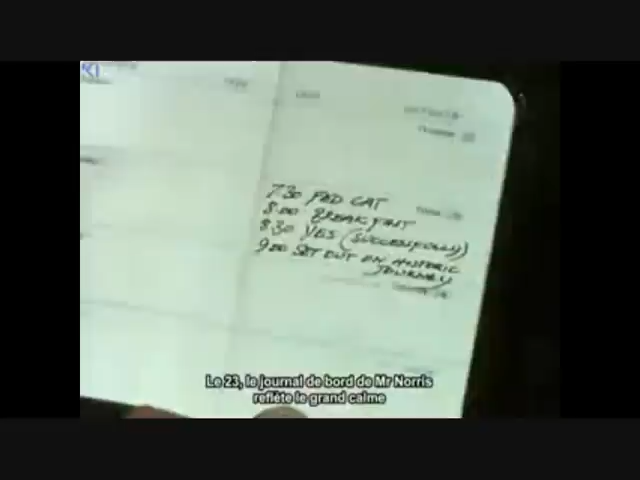 7.30 FED CAT
8.00 BREAKFAST
8.30 YES (SUCCESSFULLY)
9.00 SET OUT ON HISTORIC
JOURNEY
Le 23, le journal de bord de Mr Norris
reflète le grand calme